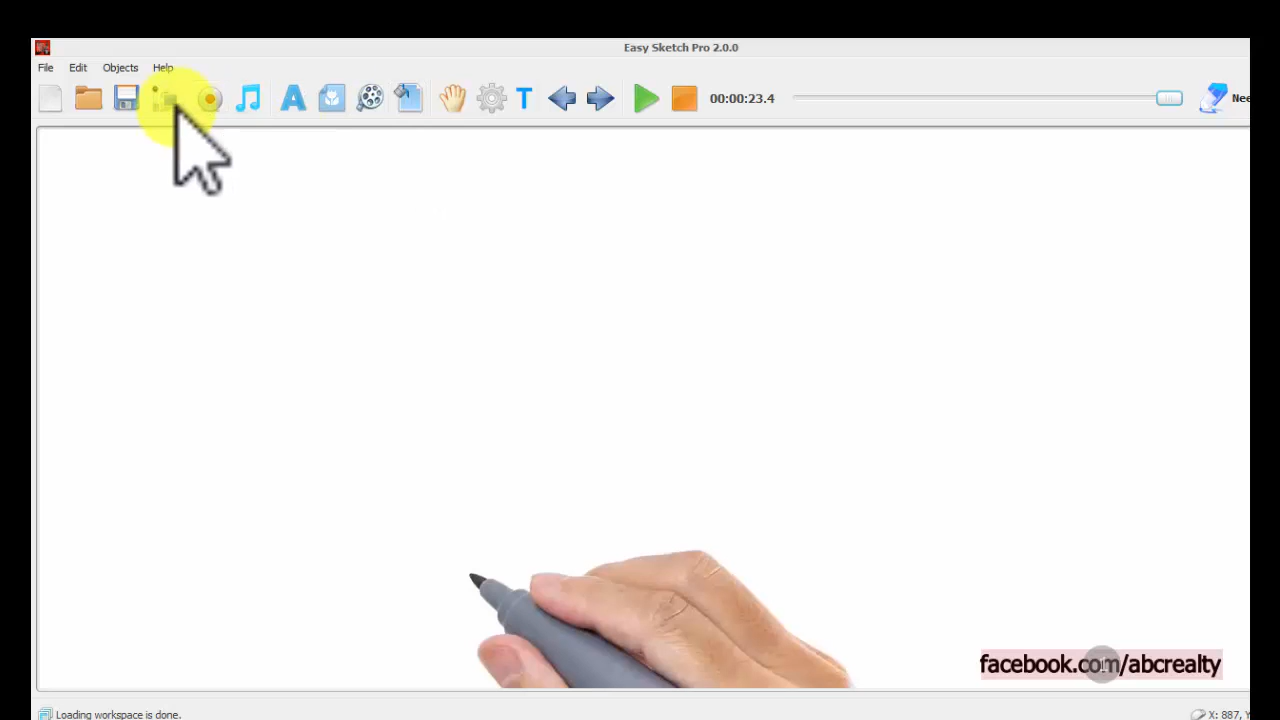 Easy Sketch Pro 2.0.0
File Edit Objects Help
A T 00:00:23.4 Nee
facebook.com/abcrealty
Loading workspace is done. X: 887, Y